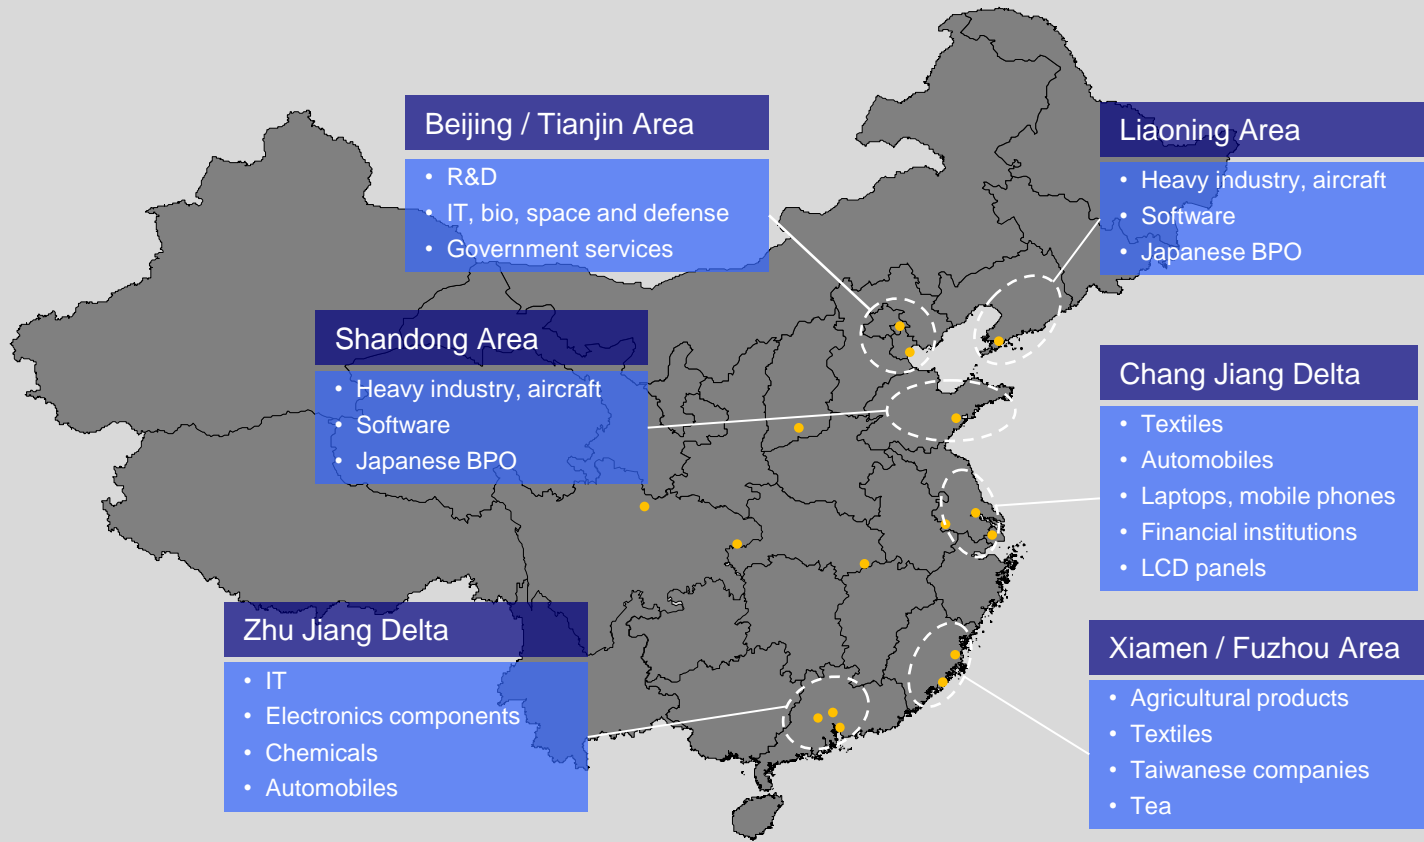 Beijing / Tianjin Area
• R&D
• IT, bio, space and defense
• Government services
Liaoning Area
• Heavy industry, aircraft
• Software
• Japanese BPO
Shandong Area
• Heavy industry, aircraft
• Software
• Japanese BPO
Chang Jiang Delta
• Textiles
• Automobiles
• Laptops, mobile phones
• Financial institutions
• LCD panels
Zhu Jiang Delta
• IT
• Electronics components
• Chemicals
• Automobiles
Xiamen / Fuzhou Area
• Agricultural products
• Textiles
• Taiwanese companies
• Tea